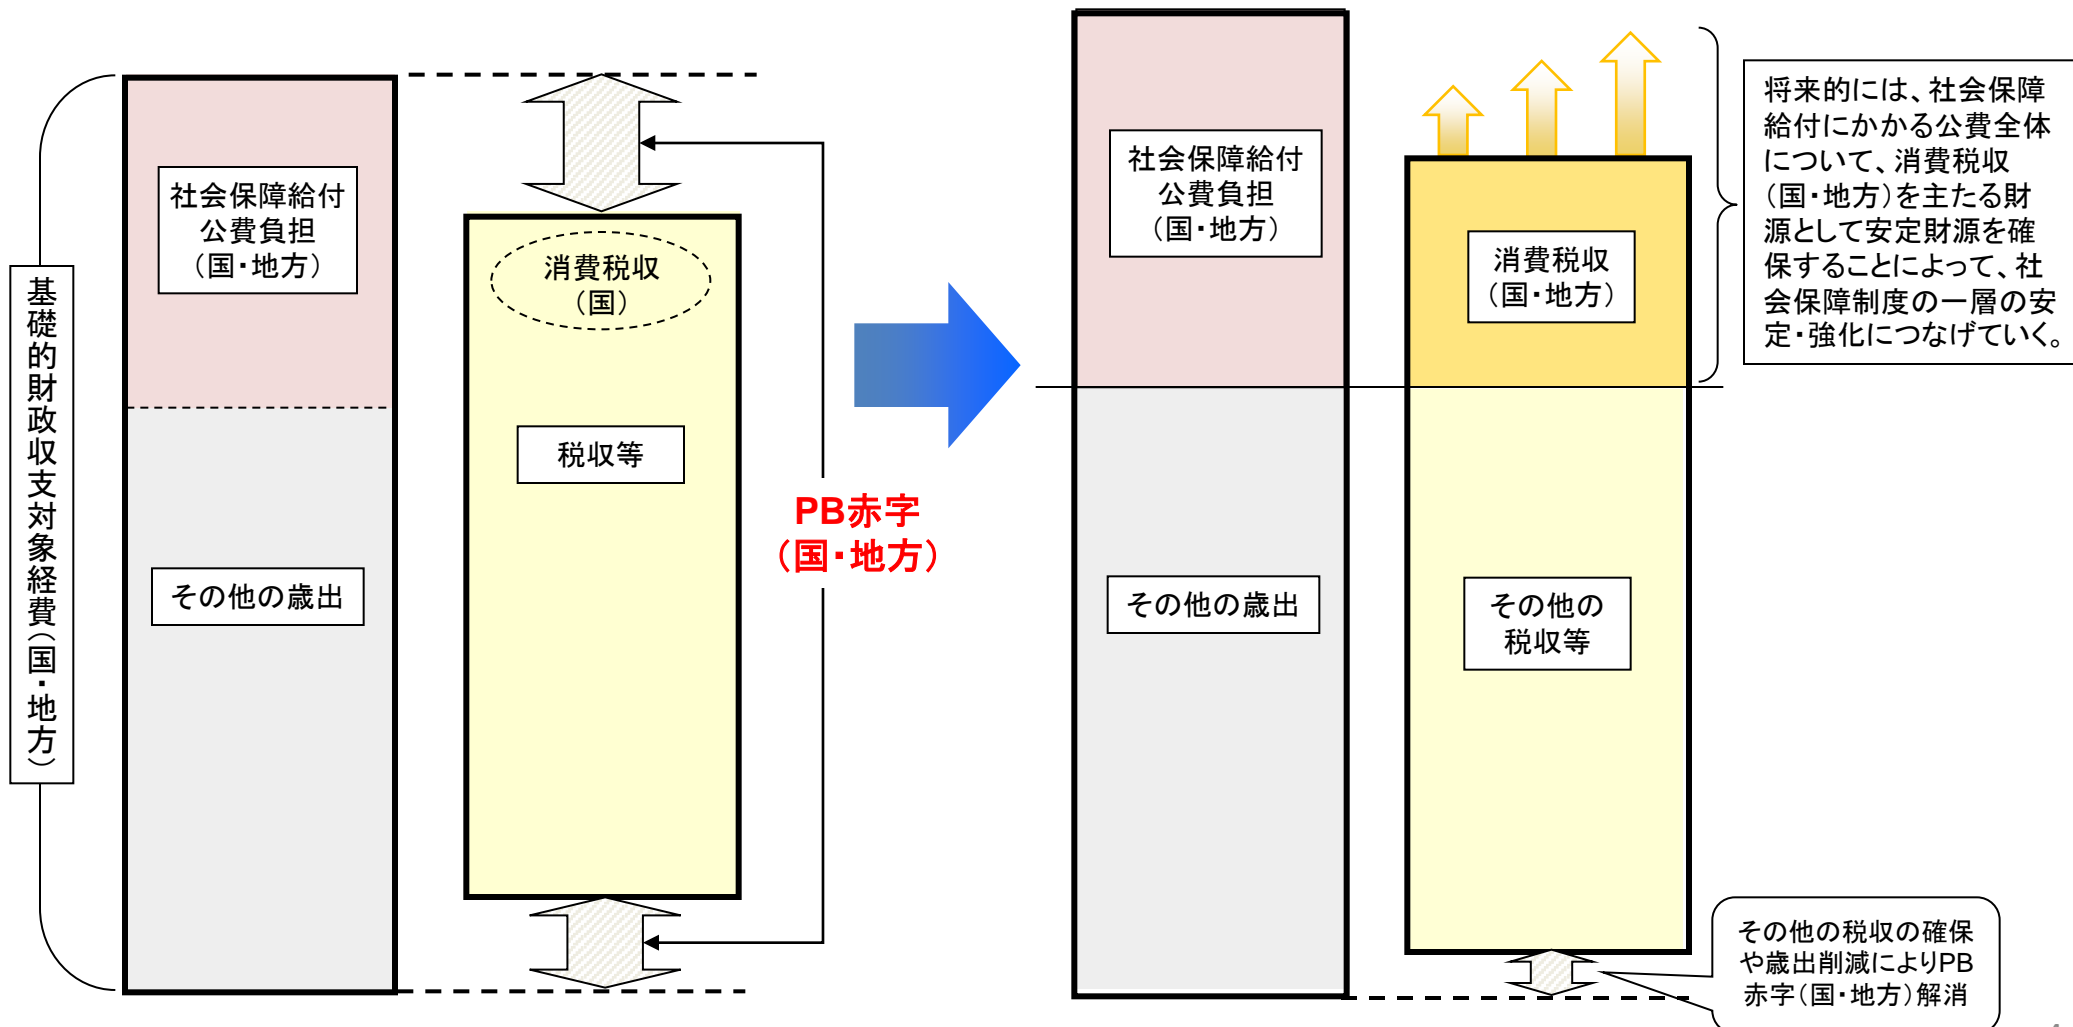 基礎的財政収支対象経費（国・地方）
社会保障給付
公費負担
（国・地方）
その他の歳出
消費税収
（国）
税収等
PB赤字
（国・地方）
社会保障給付
公費負担
（国・地方）
その他の歳出
消費税収
（国・地方）
その他の
税収等
将来的には、社会保障
給付にかかる公費全体
について、消費税収
（国・地方）を主たる財
源として安定財源を確
保することによって、社
会保障制度の一層の安
定・強化につなげていく。
その他の税収の確保
や歳出削減によりPB
赤字（国・地方）解消